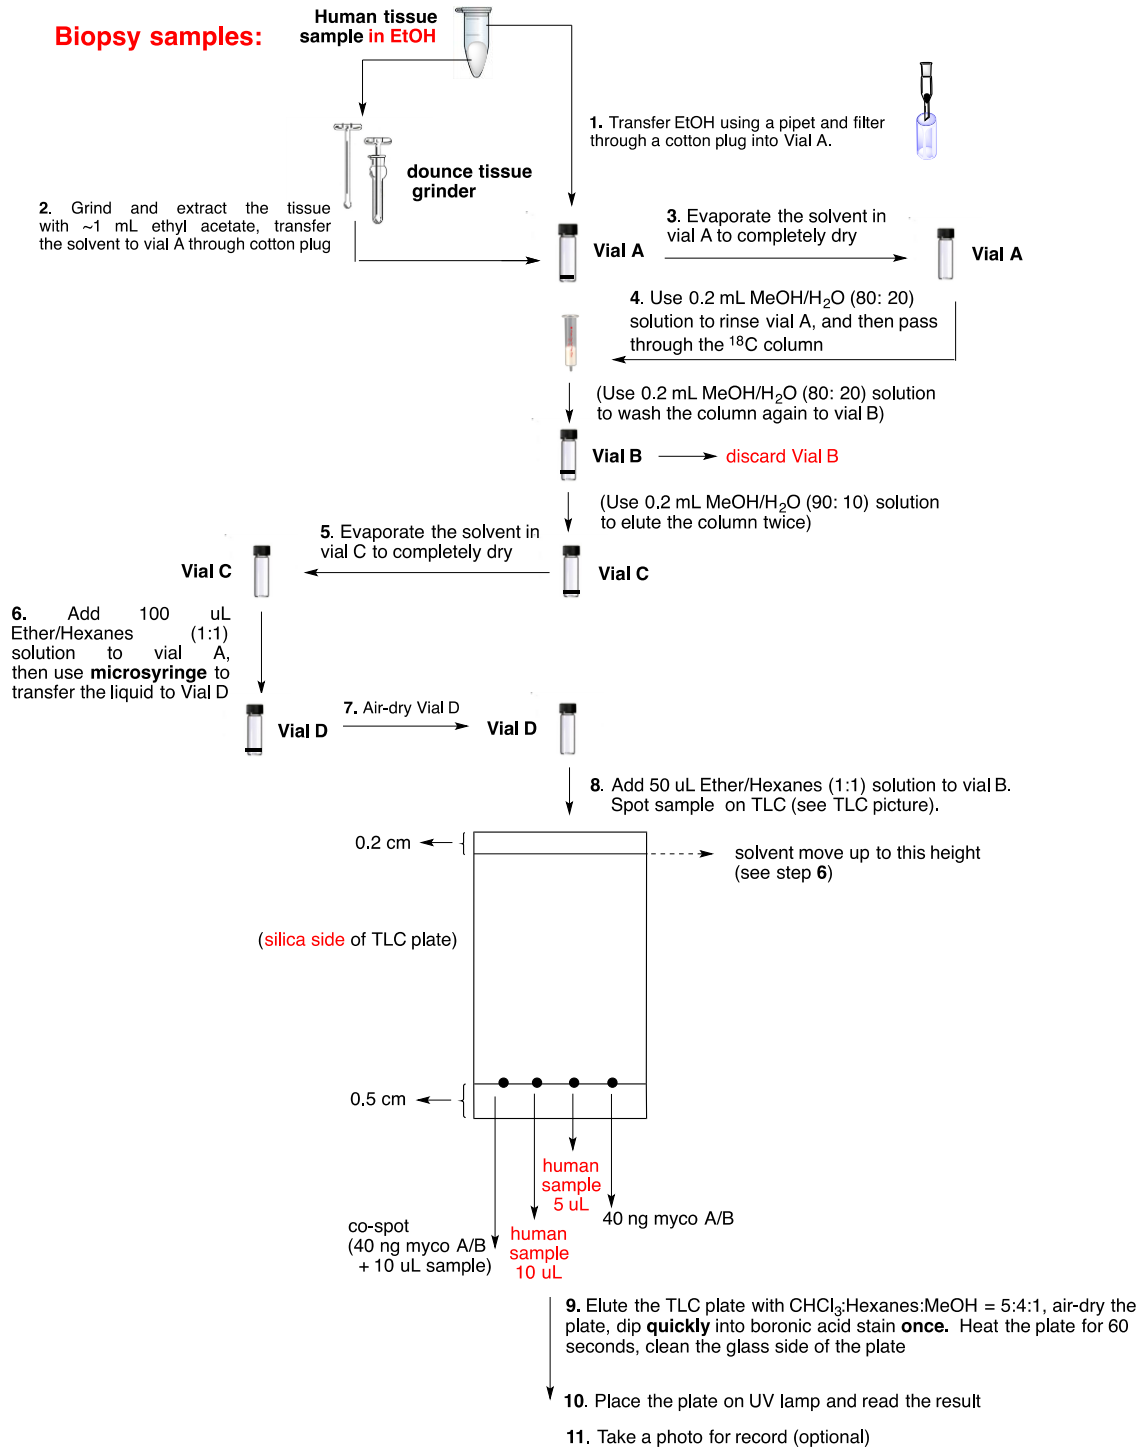 Biopsy samples:
Human tissue
sample in EtOH
1. Transfer EtOH using a pipet and filter
through a cotton plug into Vial A.
dounce tissue
grinder
2. Grind and extract the tissue
with ~1 mL ethyl acetate, transfer
the solvent to vial A through cotton plug
Vial A
3. Evaporate the solvent in
vial A to completely dry
Vial A
4. Use 0.2 mL MeOH/H2O (80: 20)
solution to rinse vial A, and then pass
through the 18C column
(Use 0.2 mL MeOH/H2O (80: 20) solution
to wash the column again to vial B)
Vial B
discard Vial B
(Use 0.2 mL MeOH/H2O (90: 10) solution
to elute the column twice)
5. Evaporate the solvent in
vial C to completely dry
Vial C
Vial C
6. Add 100 uL
Ether/Hexanes (1:1)
solution to vial A,
then use microsyringe to
transfer the liquid to Vial D
Vial D
7. Air-dry Vial D
Vial D
8. Add 50 uL Ether/Hexanes (1:1) solution to vial B.
Spot sample on TLC (see TLC picture).
0.2 cm
solvent move up to this height
(see step 6)
(silica side of TLC plate)
0.5 cm
human
sample
5 uL
40 ng myco A/B
co-spot
(40 ng myco A/B
+ 10 uL sample)
human
sample
10 uL
9. Elute the TLC plate with CHCl3:Hexanes:MeOH = 5:4:1, air-dry the
plate, dip quickly into boronic acid stain once. Heat the plate for 60
seconds, clean the glass side of the plate
10. Place the plate on UV lamp and read the result
11. Take a photo for record (optional)